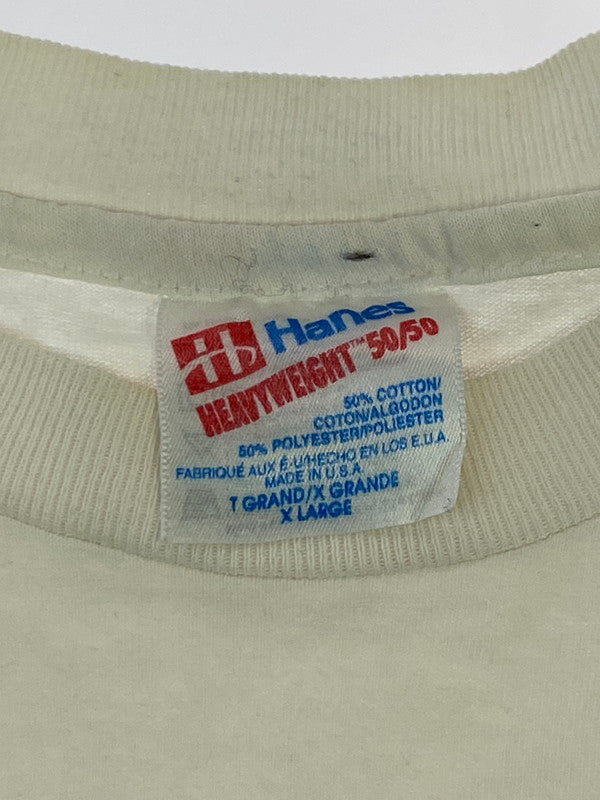 Hanes
HEAVYWEIGHT™ 50/50
50% COTTON/
COTON/ALGODON
50% POLYESTER/POLIESTER
FABRIQUÉ AUX É.U/HECHO EN LOS E.U.A.
MADE IN U.S.A.
T GRAND/X GRANDE
X LARGE